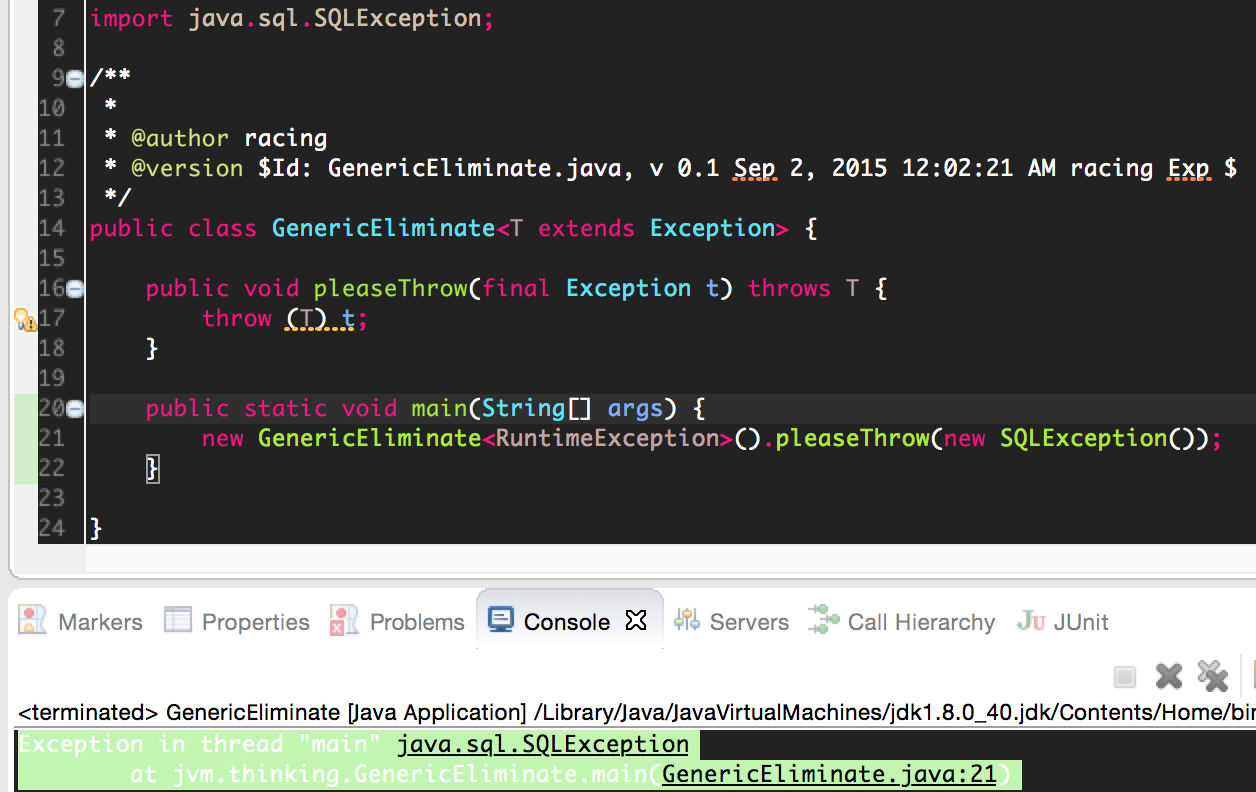 7 import java.sql.SQLException;
8
9 /**
10 *
11 * @author racing
12 * @version $Id: GenericEliminate.java, v 0.1 Sep 2, 2015 12:02:21 AM racing Exp $
13 */
14 public class GenericEliminate<T extends Exception> {
15
16 public void pleaseThrow(final Exception t) throws T {
17 throw (T) t;
18 }
19
20 public static void main(String[] args) {
21 new GenericEliminate<RuntimeException>().pleaseThrow(new SQLException());
22 }
23
24 }
Markers Properties Problems Console Servers Call Hierarchy JU JUnit
<terminated> GenericEliminate [Java Application] /Library/Java/JavaVirtualMachines/jdk1.8.0_40.jdk/Contents/Home/bin
Exception in thread "main" java.sql.SQLException
at jvm.thinking.GenericEliminate.main(GenericEliminate.java:21)